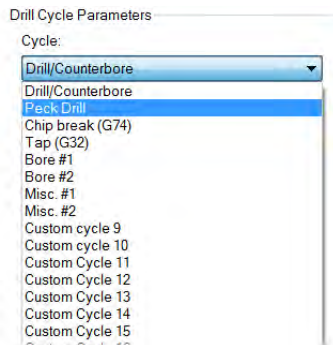 Drill Cycle Parameters
Cycle:
Drill/Counterbore
Drill/Counterbore
Peck Drill
Chip break (G74)
Tap (G32)
Bore #1
Bore #2
Misc. #1
Misc. #2
Custom cycle 9
Custom cycle 10
Custom Cycle 11
Custom Cycle 12
Custom Cycle 13
Custom Cycle 14
Custom Cycle 15